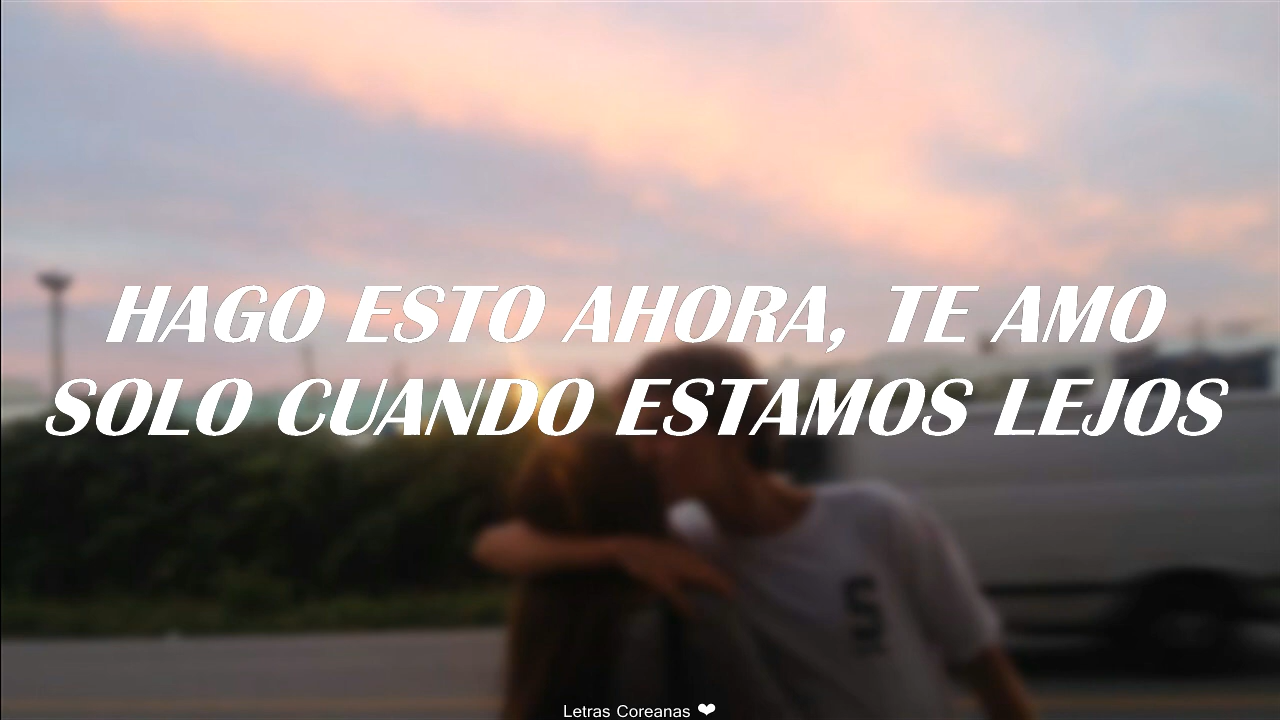 HAGO ESTO AHORA, TE AMO
SOLO CUANDO ESTAMOS LEJOS
Letras Coreanas ❤